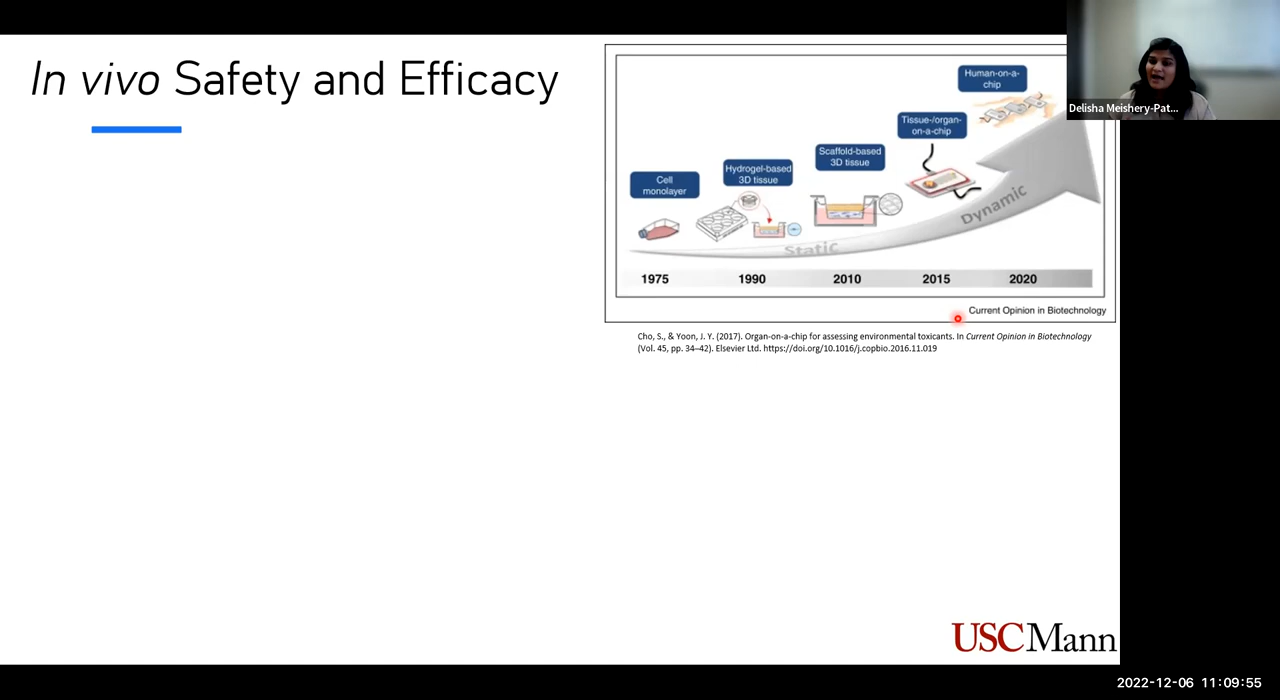 In vivo Safety and Efficacy
Human-on-a-
chip
Tissue-/organ-
on-a-chip
Scaffold-based
3D tissue
Hydrogel-based
3D tissue
Cell
monolayer
Static
Dynamic
1975 1990 2010 2015 2020
Current Opinion in Biotechnology
Cho, S., & Yoon, J. Y. (2017). Organ-on-a-chip for assessing environmental toxicants. In Current Opinion in Biotechnology
(Vol. 45, pp. 34–42). Elsevier Ltd. https://doi.org/10.1016/j.copbio.2016.11.019
Delisha Meishery-Pat...
USC Mann
2022-12-06 11:09:55